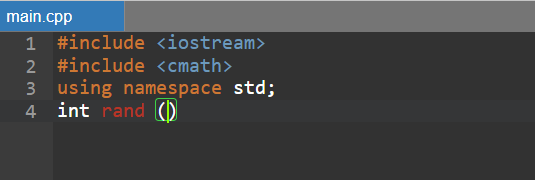 main.cpp
1 #include <iostream>
2 #include <cmath>
3 using namespace std;
4 int rand ()